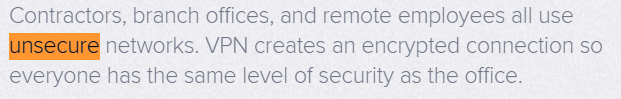 Contractors, branch offices, and remote employees all use
unsecure networks. VPN creates an encrypted connection so
everyone has the same level of security as the office.